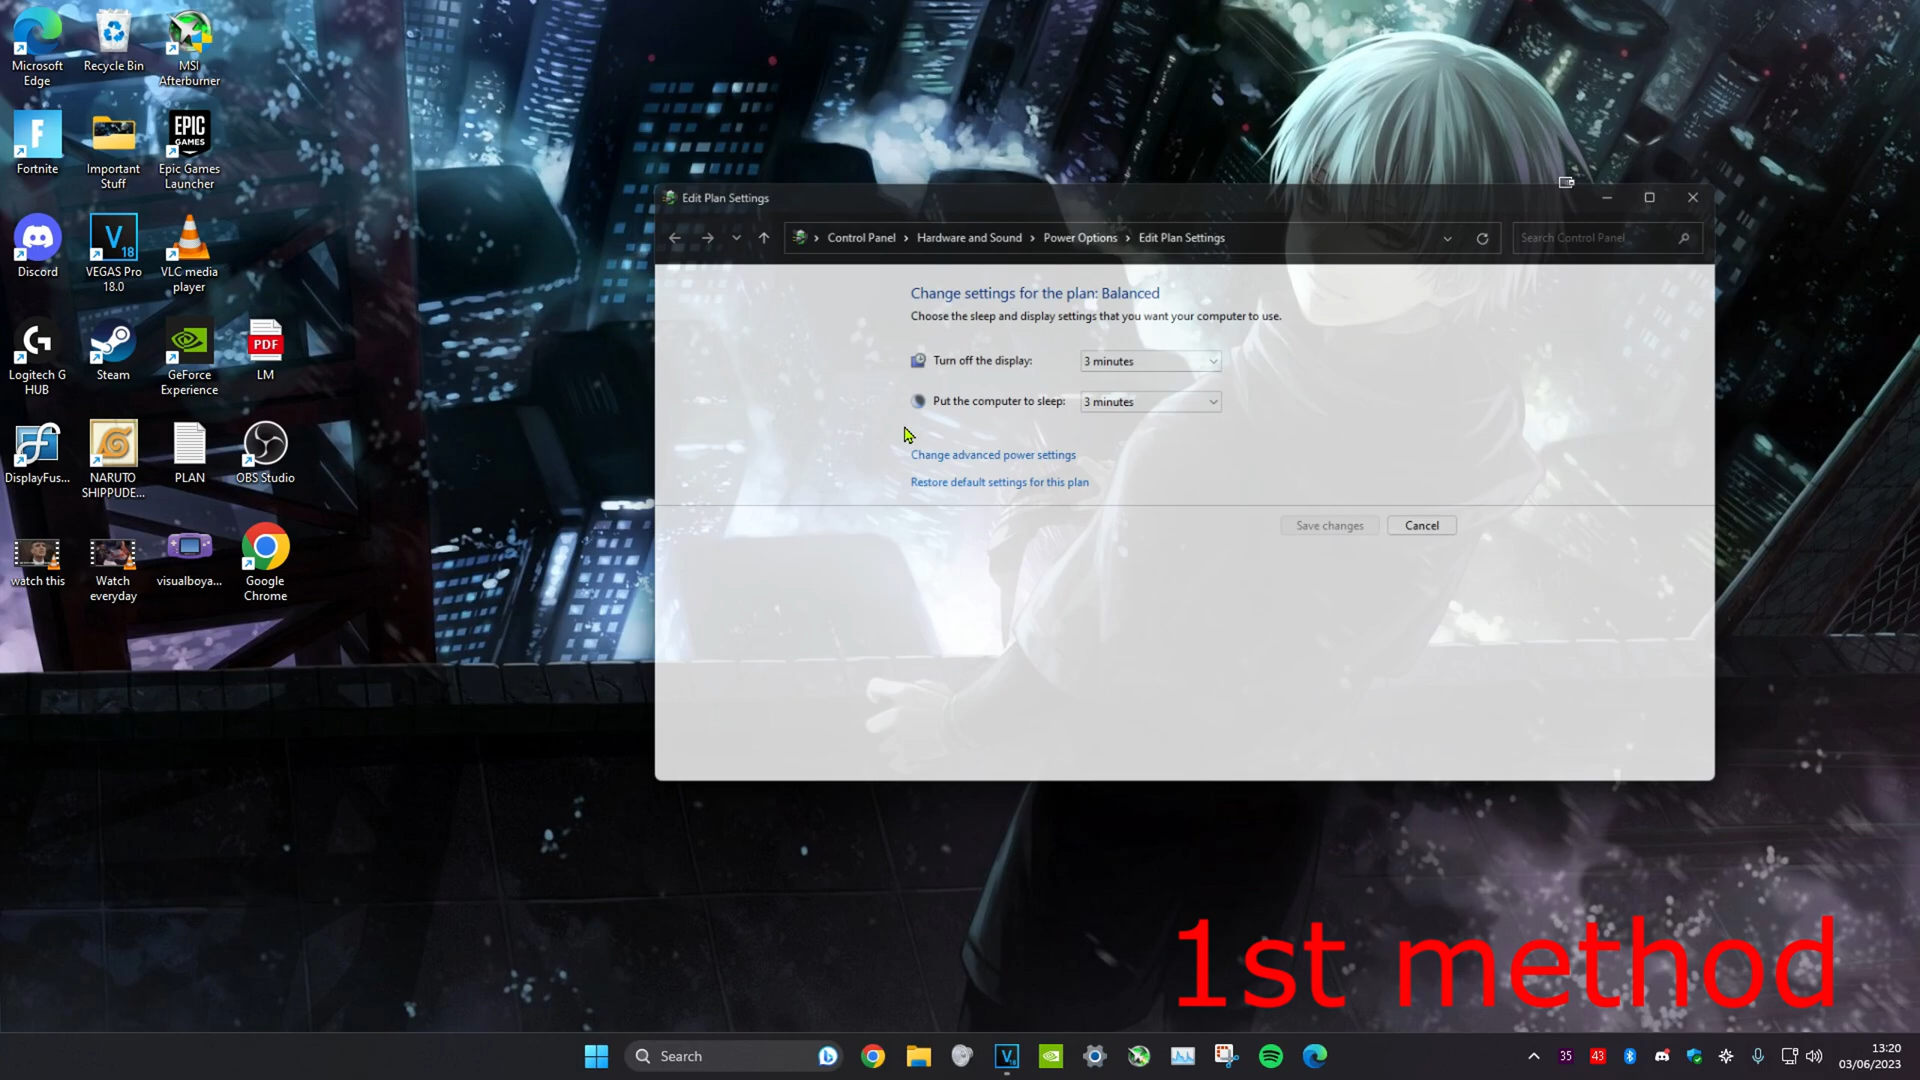 Microsoft
Edge
Recycle Bin
MSI
Afterburner
Fortnite
Important
Stuff
EPIC
GAMES
Epic Games
Launcher
Discord
V
18
VEGAS Pro
18.0
VLC media
player
Logitech G
HUB
Steam
GeForce
Experience
PDF
LM
DisplayFus...
NARUTO
SHIPPUDE...
PLAN
OBS Studio
watch this
Watch
everyday
visualboya...
Google
Chrome
Edit Plan Settings
Control Panel > Hardware and Sound > Power Options > Edit Plan Settings
Search Control Panel
Change settings for the plan: Balanced
Choose the sleep and display settings that you want your computer to use.
Turn off the display: 3 minutes
Put the computer to sleep: 3 minutes
Change advanced power settings
Restore default settings for this plan
Save changes Cancel
1st method
Search
V
18
35
43
13:20
03/06/2023